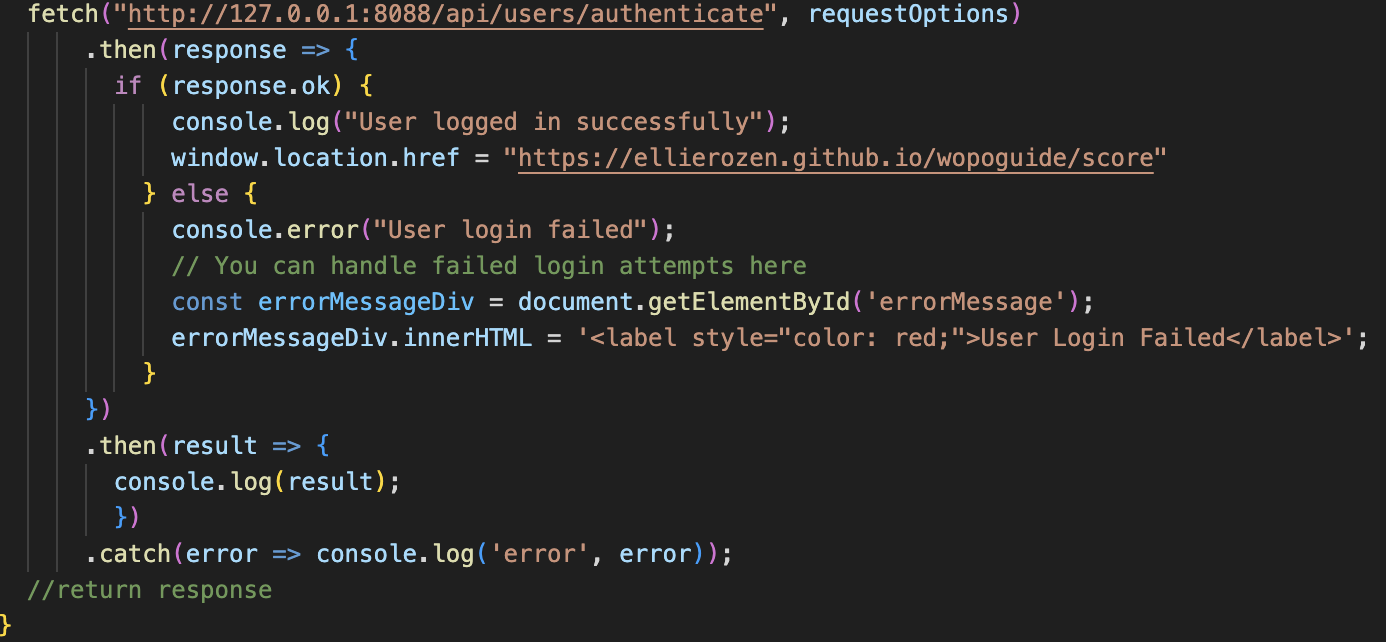 fetch("http://127.0.0.1:8088/api/users/authenticate", requestOptions)
.then(response => {
if (response.ok) {
console.log("User logged in successfully");
window.location.href = "https://ellierozen.github.io/wopoguide/score"
} else {
console.error("User login failed");
// You can handle failed login attempts here
const errorMessageDiv = document.getElementById('errorMessage');
errorMessageDiv.innerHTML = '<label style="color: red;">User Login Failed</label>';
}
})
.then(result => {
console.log(result);
})
.catch(error => console.log('error', error));
//return response
}